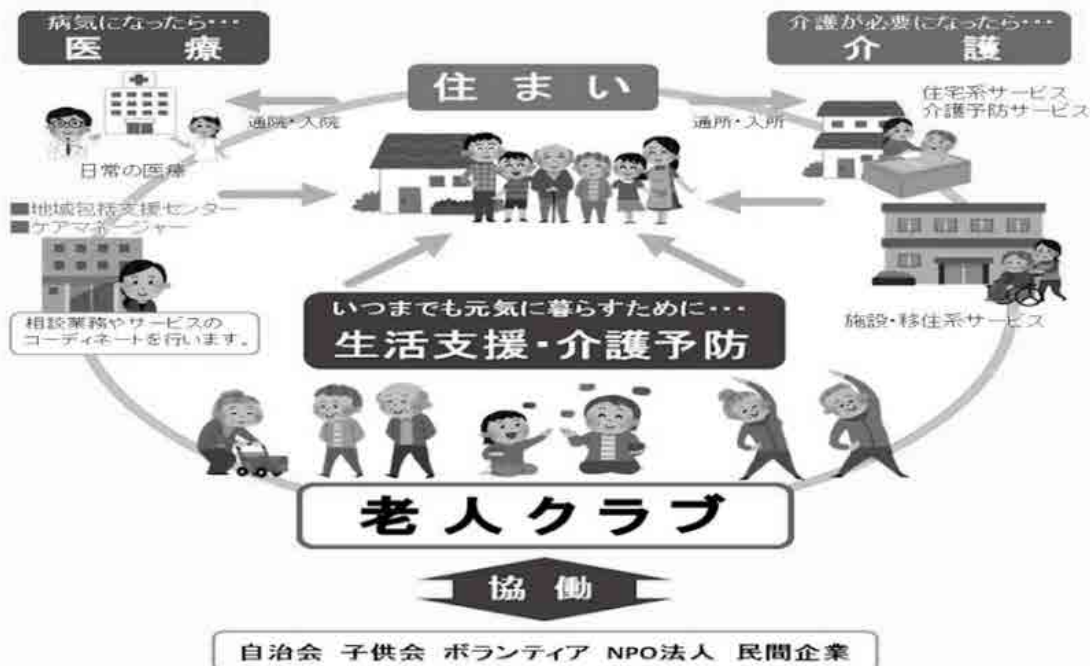 病気になったら･･･
医 療
介護が必要になったら･･･
介 護
住 ま い
通院・入院
通所・入所
住宅系サービス
介護予防サービス
日常の医療
■地域包括支援センター
■ケアマネージャー
相談業務やサービスの
コーディネートを行います。
施設・移住系サービス
いつまでも元気に暮らすために･･･
生活支援・介護予防
老人クラブ
協 働
自治会 子供会 ボランティア NPO法人 民間企業